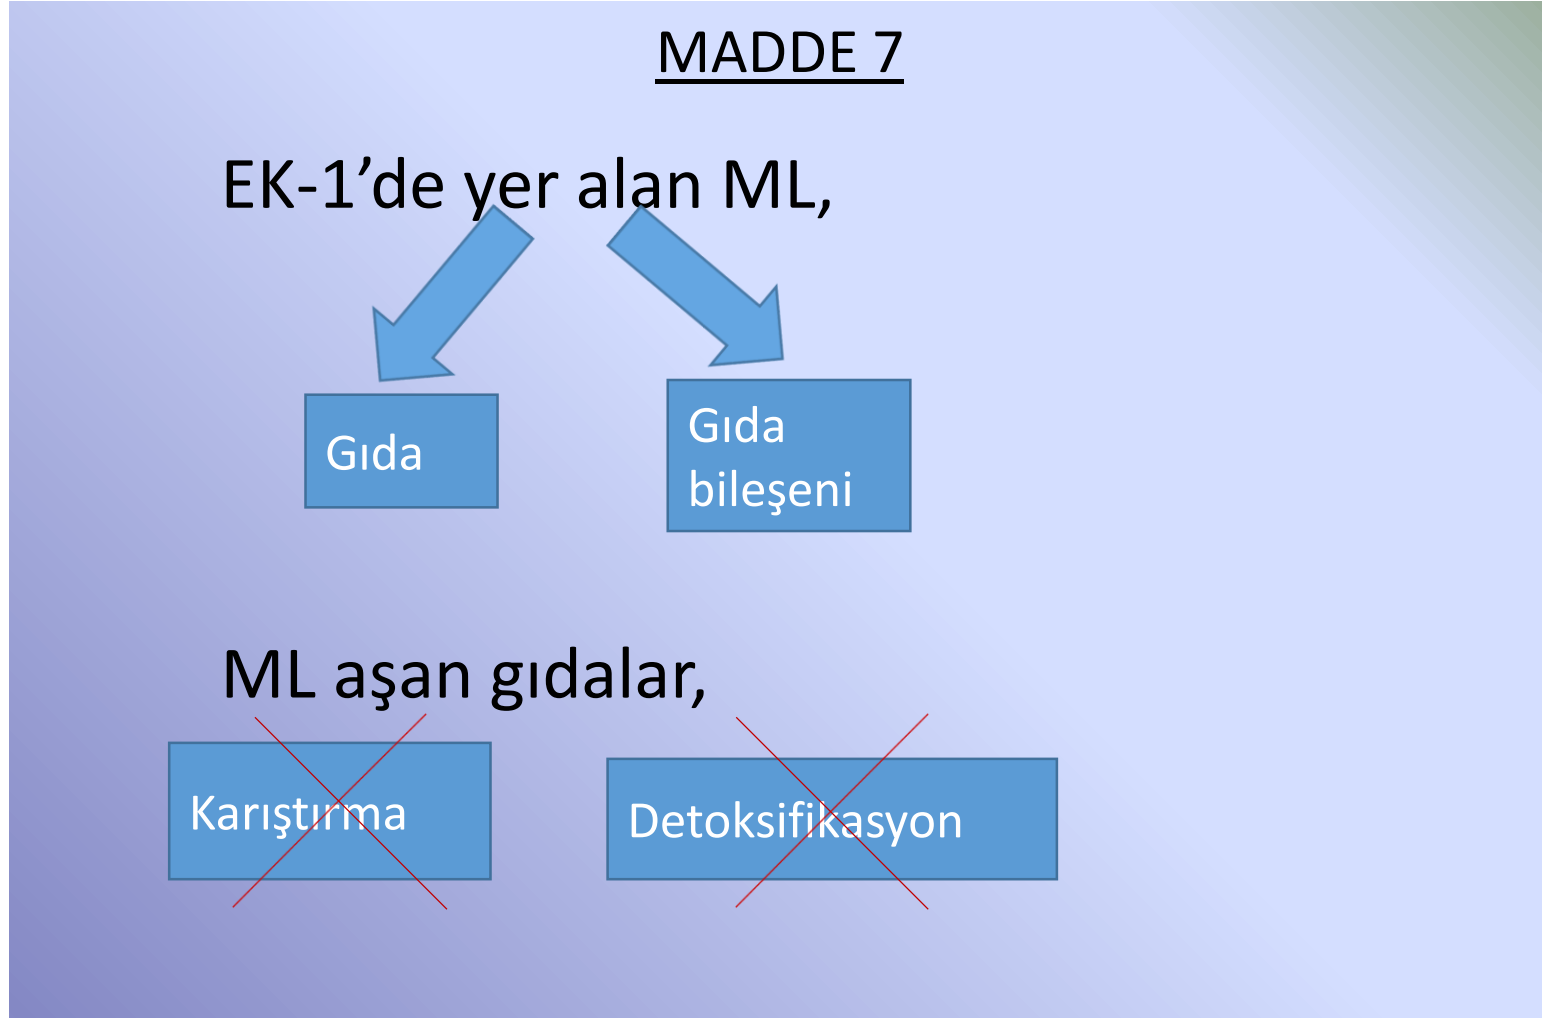 MADDE 7
EK-1’de yer alan ML,
Gıda
Gıda
bileşeni
ML aşan gıdalar,
Karıştırma
Detoksifikasyon